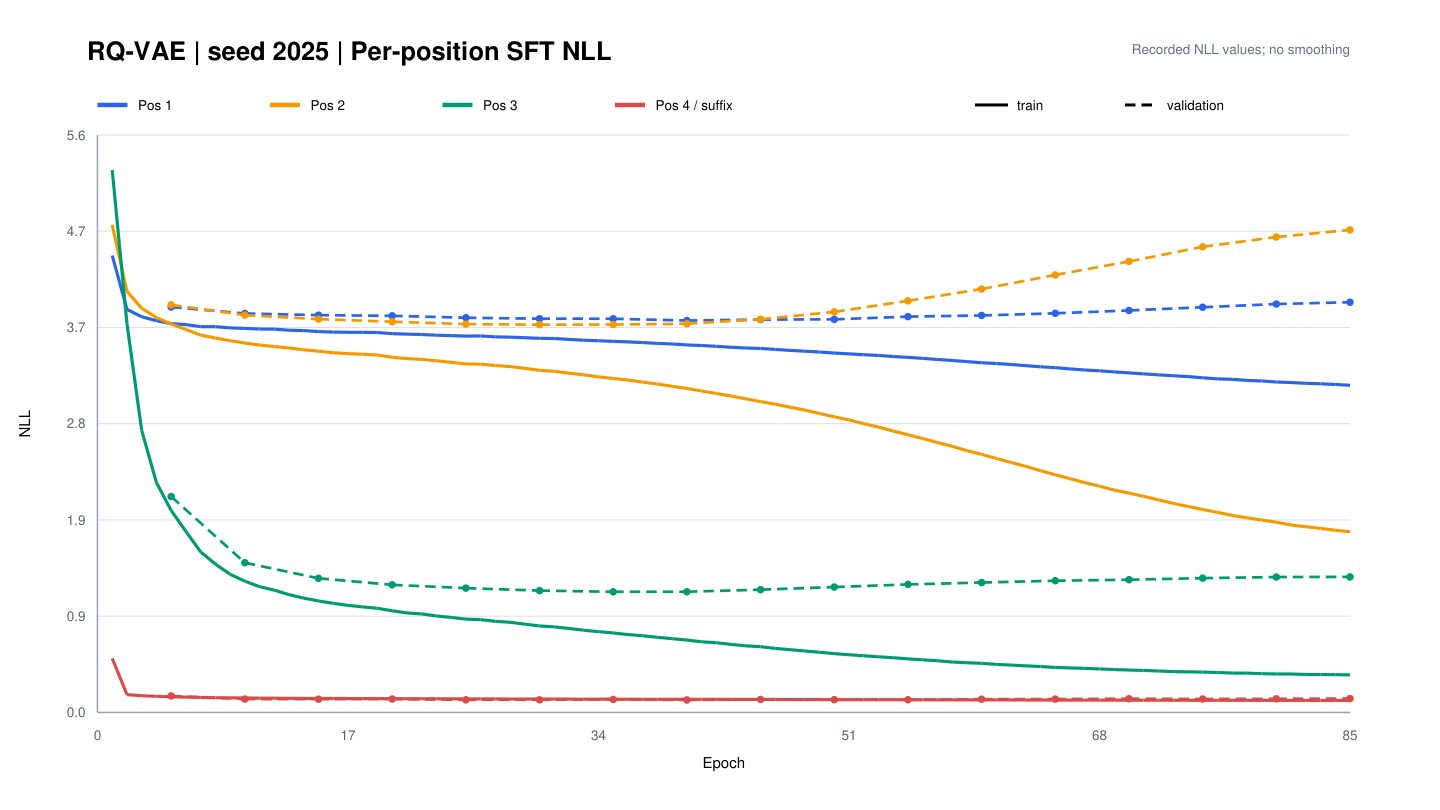 RQ-VAE | seed 2025 | Per-position SFT NLL
Recorded NLL values; no smoothing
Pos 1
Pos 2
Pos 3
Pos 4 / suffix
train
validation
5.6
4.7
3.7
2.8
1.9
0.9
0.0
NLL
0
17
34
51
68
85
Epoch